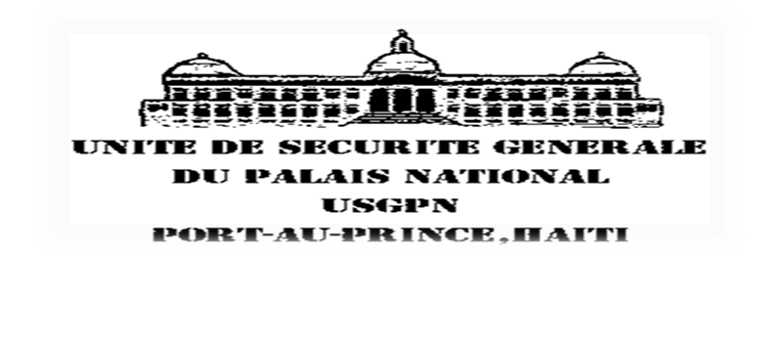 UNITE DE SECURITE GENERALE
DU PALAIS NATIONAL
USGPN
PORT-AU-PRINCE,HAITI